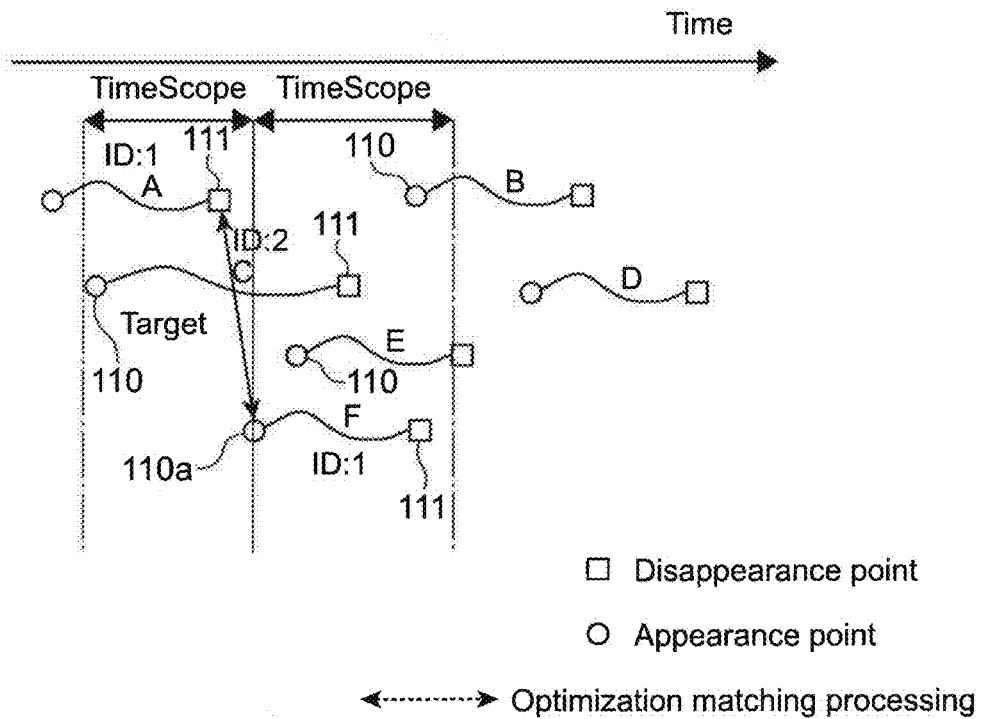 Time
TimeScope TimeScope
ID:1 111 110
A B
ID:2 111
D
Target
E
110 110
F
110a ID:1
111
Disappearance point
Appearance point
Optimization matching processing